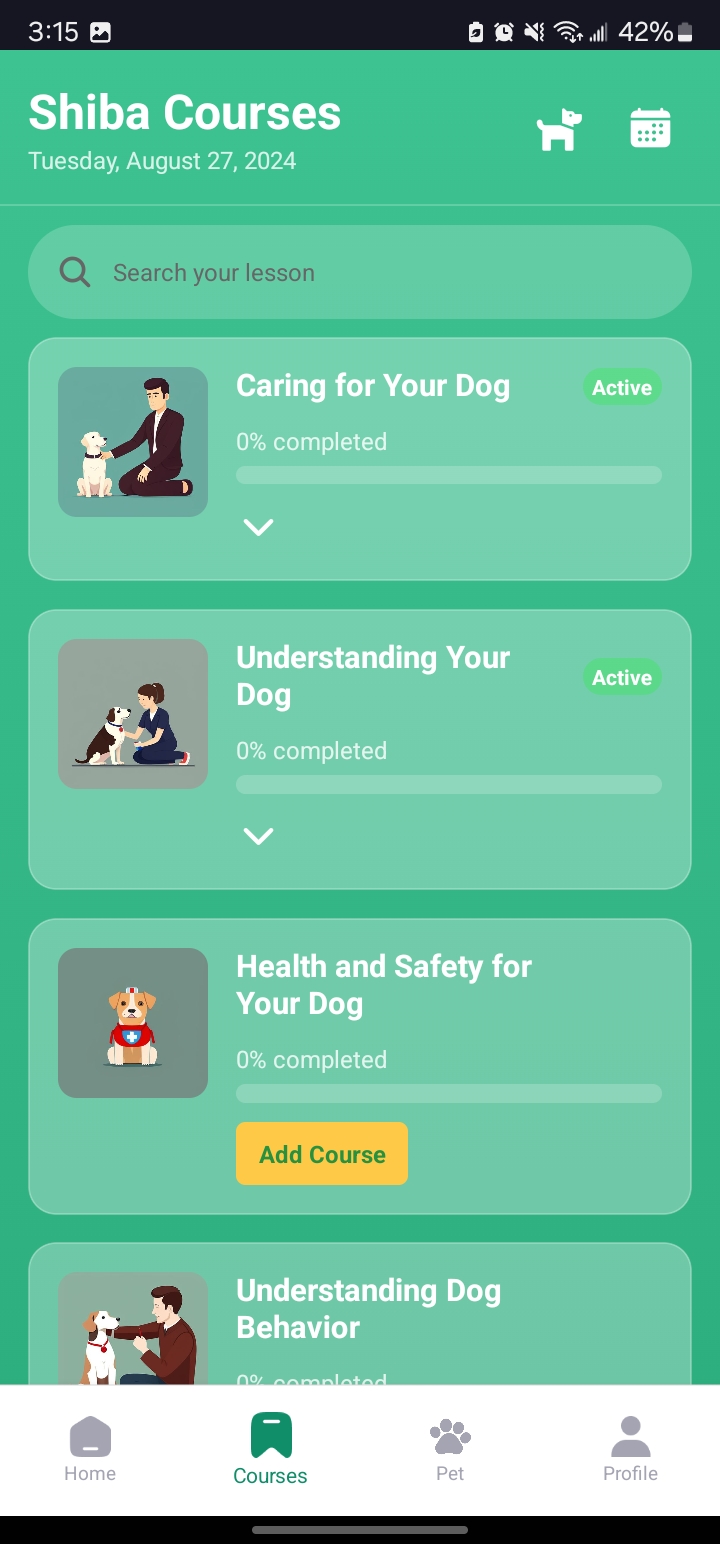 3:15
42%
Shiba Courses
Tuesday, August 27, 2024
Search your lesson
Caring for Your Dog
Active
0% completed
Understanding Your
Dog
Active
0% completed
Health and Safety for
Your Dog
0% completed
Add Course
Understanding Dog
Behavior
0% completed
Home
Courses
Pet
Profile